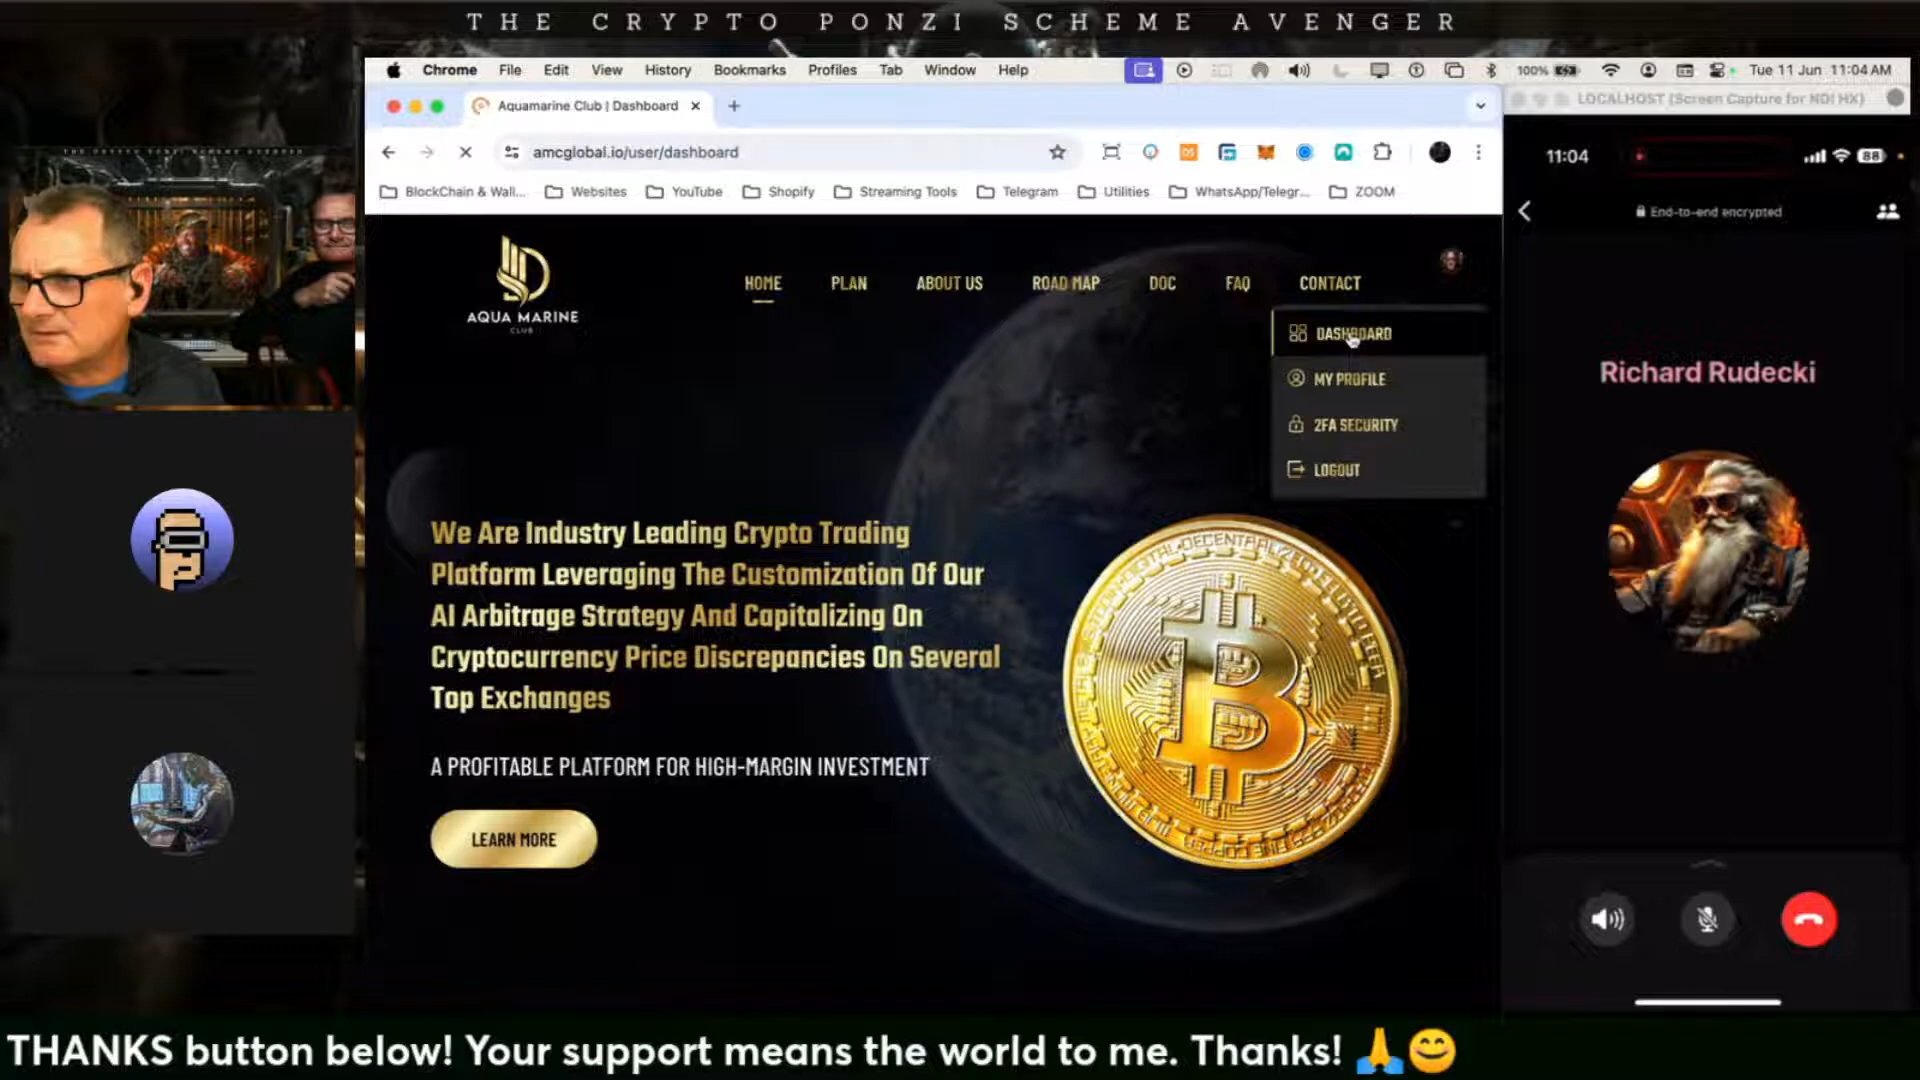 THE CRYPTO PONZI SCHEME AVENGER
Chrome File Edit View History Bookmarks Profiles Tab Window Help
100% Tue 11 Jun 11:04 AM
Aquamarine Club | Dashboard
LOCALHOST (Screen Capture for NDI HX)
amcglobal.io/user/dashboard
BlockChain & Wall... Websites YouTube Shopify Streaming Tools Telegram Utilities WhatsApp/Telegr... ZOOM
11:04
88
End-to-end encrypted
AQUA MARINE
CLUB
HOME PLAN ABOUT US ROAD MAP DOC FAQ CONTACT
DASHBOARD
MY PROFILE
2FA SECURITY
LOGOUT
Richard Rudecki
We Are Industry Leading Crypto Trading
Platform Leveraging The Customization Of Our
AI Arbitrage Strategy And Capitalizing On
Cryptocurrency Price Discrepancies On Several
Top Exchanges
A PROFITABLE PLATFORM FOR HIGH-MARGIN INVESTMENT
LEARN MORE
THANKS button below! Your support means the world to me. Thanks! 🙏😊